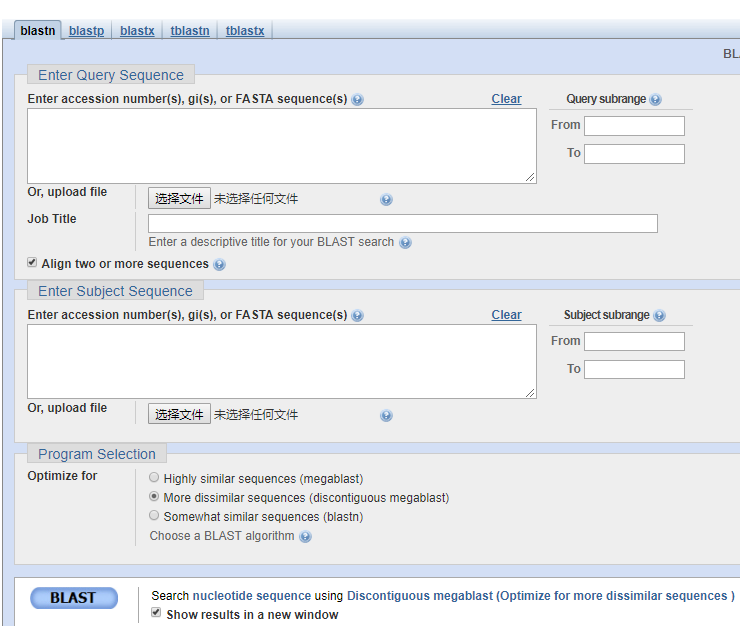 blastn blastp blastx tblastn tblastx
Enter Query Sequence
Enter accession number(s), gi(s), or FASTA sequence(s) Clear Query subrange
From
To
Or, upload file 选择文件 未选择任何文件
Job Title
Enter a descriptive title for your BLAST search
Align two or more sequences
Enter Subject Sequence
Enter accession number(s), gi(s), or FASTA sequence(s) Clear Subject subrange
From
To
Or, upload file 选择文件 未选择任何文件
Program Selection
Optimize for
Highly similar sequences (megablast)
More dissimilar sequences (discontiguous megablast)
Somewhat similar sequences (blastn)
Choose a BLAST algorithm
BLAST Search nucleotide sequence using Discontiguous megablast (Optimize for more dissimilar sequences )
Show results in a new window